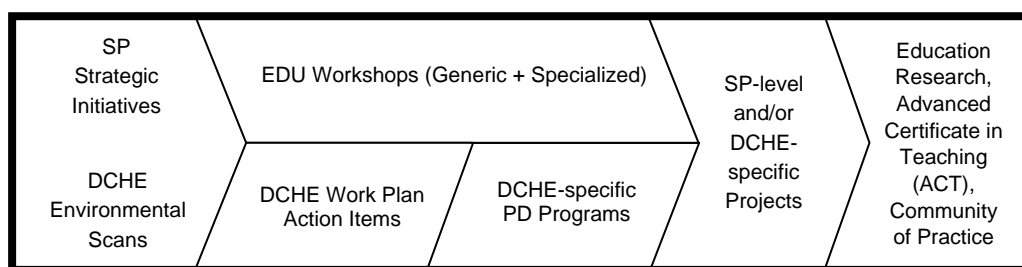 SP
Strategic
Initiatives
DCHE
Environmental
Scans
EDU Workshops (Generic + Specialized)
DCHE Work Plan
Action Items
DCHE-specific
PD Programs
SP-level
and/or
DCHE-
specific
Projects
Education
Research,
Advanced
Certificate in
Teaching
(ACT),
Community
of Practice